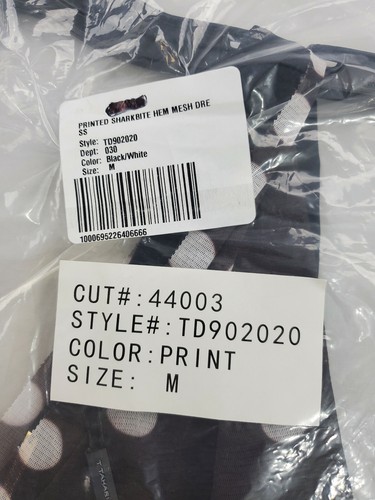 PRINTED SHARKBITE HEM MESH DRE
SS
Style: TD902020
Dept: 030
Color: Black/White
Size: M
1000695226406666
CUT#:44003
STYLE#:TD902020
COLOR:PRINT
SIZE: M